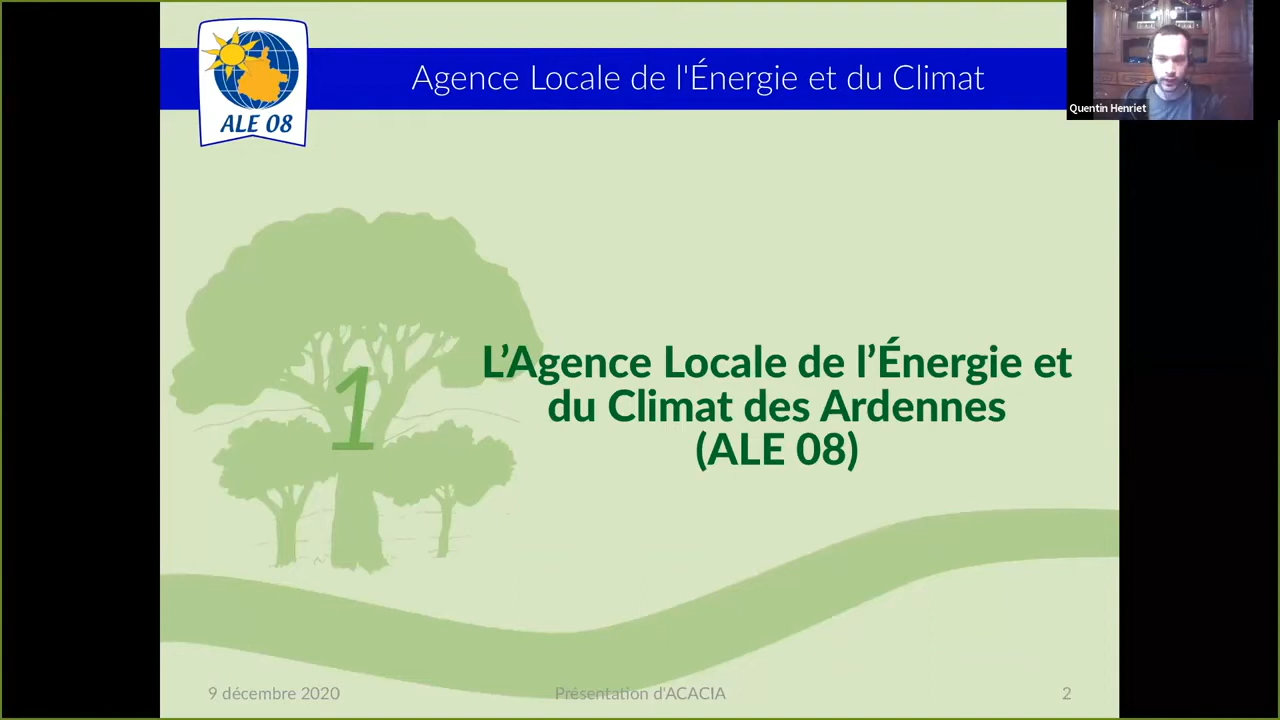 Agence Locale de l'Énergie et du Climat
ALE 08
Quentin Henriet
1
L’Agence Locale de l’Énergie et
du Climat des Ardennes
(ALE 08)
9 décembre 2020
Présentation d'ACACIA
2